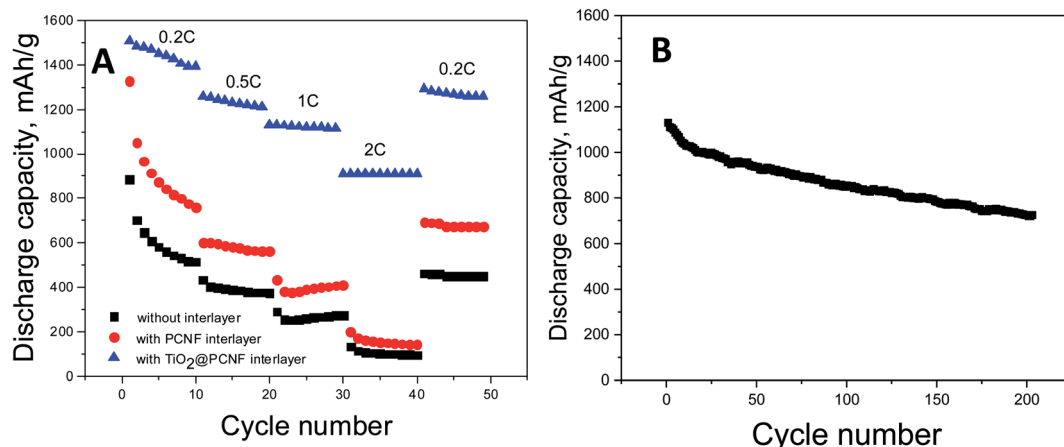 A
0.2C
0.5C
1C
2C
0.2C
without interlayer
with PCNF interlayer
with TiO₂@PCNF interlayer
Discharge capacity, mAh/g
1600
1400
1200
1000
800
600
400
200
0
0 10 20 30 40 50
Cycle number
B
Discharge capacity, mAh/g
1600
1400
1200
1000
800
600
400
200
0
0 50 100 150 200
Cycle number